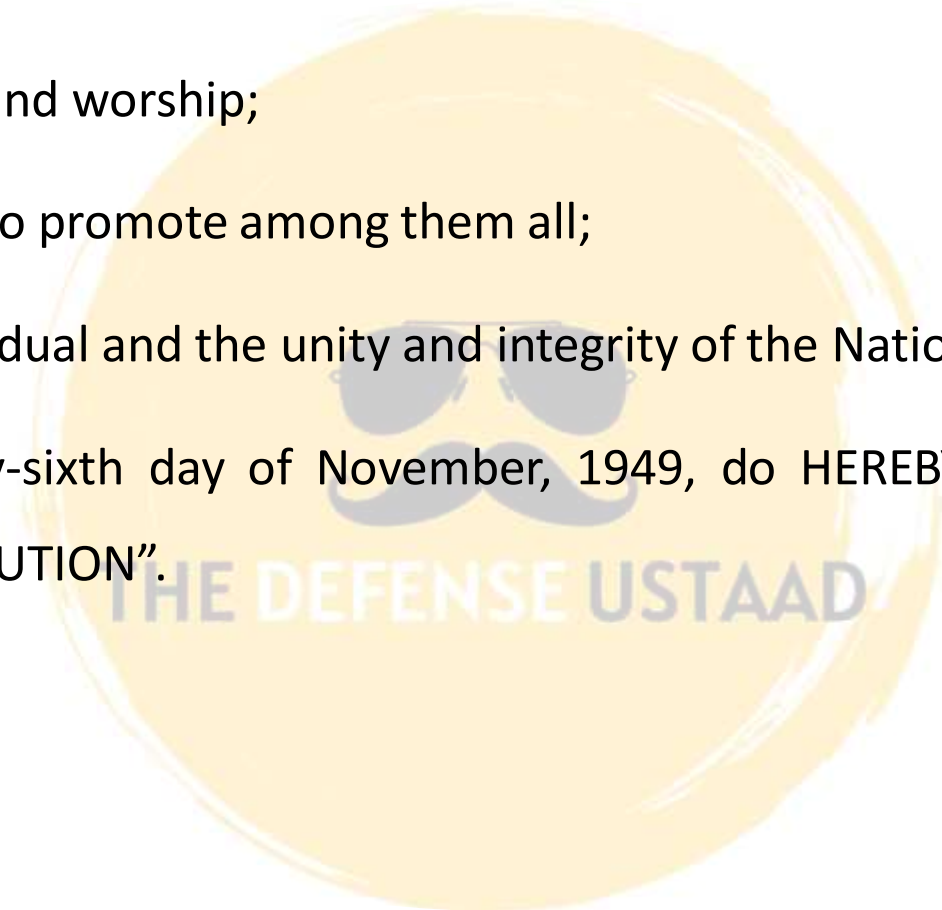 nd worship;
o promote among them all;
dual and the unity and integrity of the Natio
-sixth day of November, 1949, do HEREBY
UTION”.
THE DEFENSE USTAAD